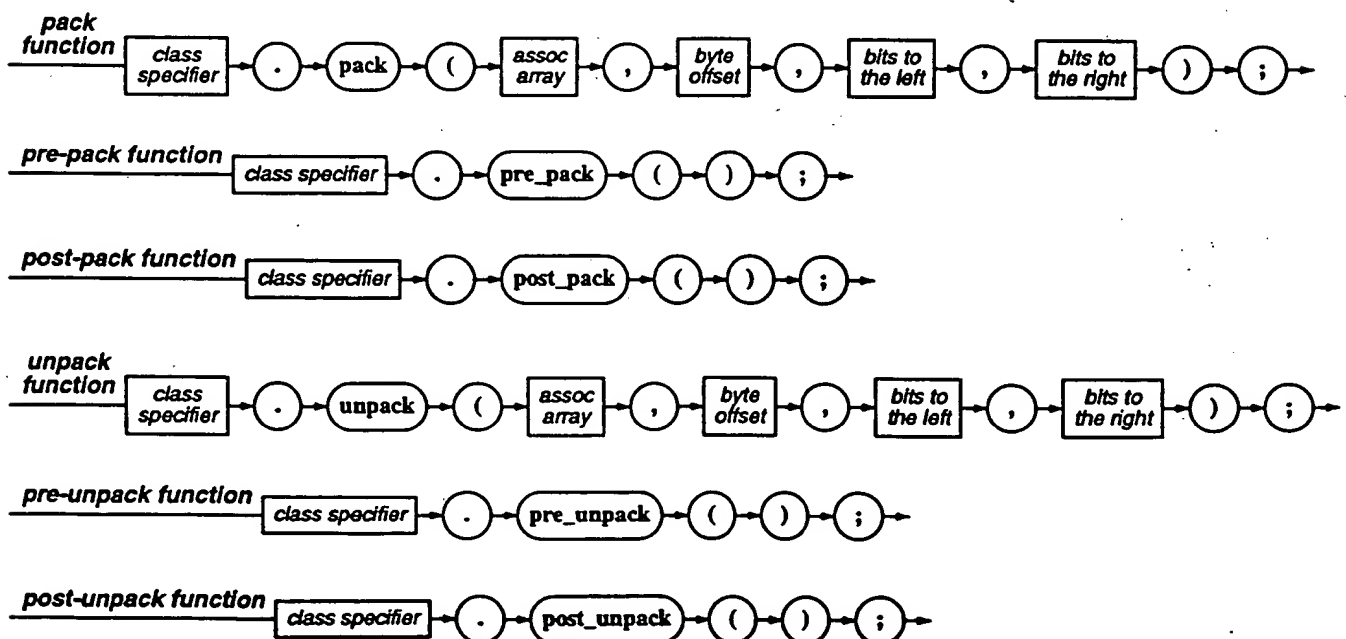 pack function class specifier . pack ( assoc array , byte offset , bits to the left , bits to the right ) ;
pre-pack function class specifier . pre_pack ( ) ;
post-pack function class specifier . post_pack ( ) ;
unpack function class specifier . unpack ( assoc array , byte offset , bits to the left , bits to the right ) ;
pre-unpack function class specifier . pre_unpack ( ) ;
post-unpack function class specifier . post_unpack ( ) ;